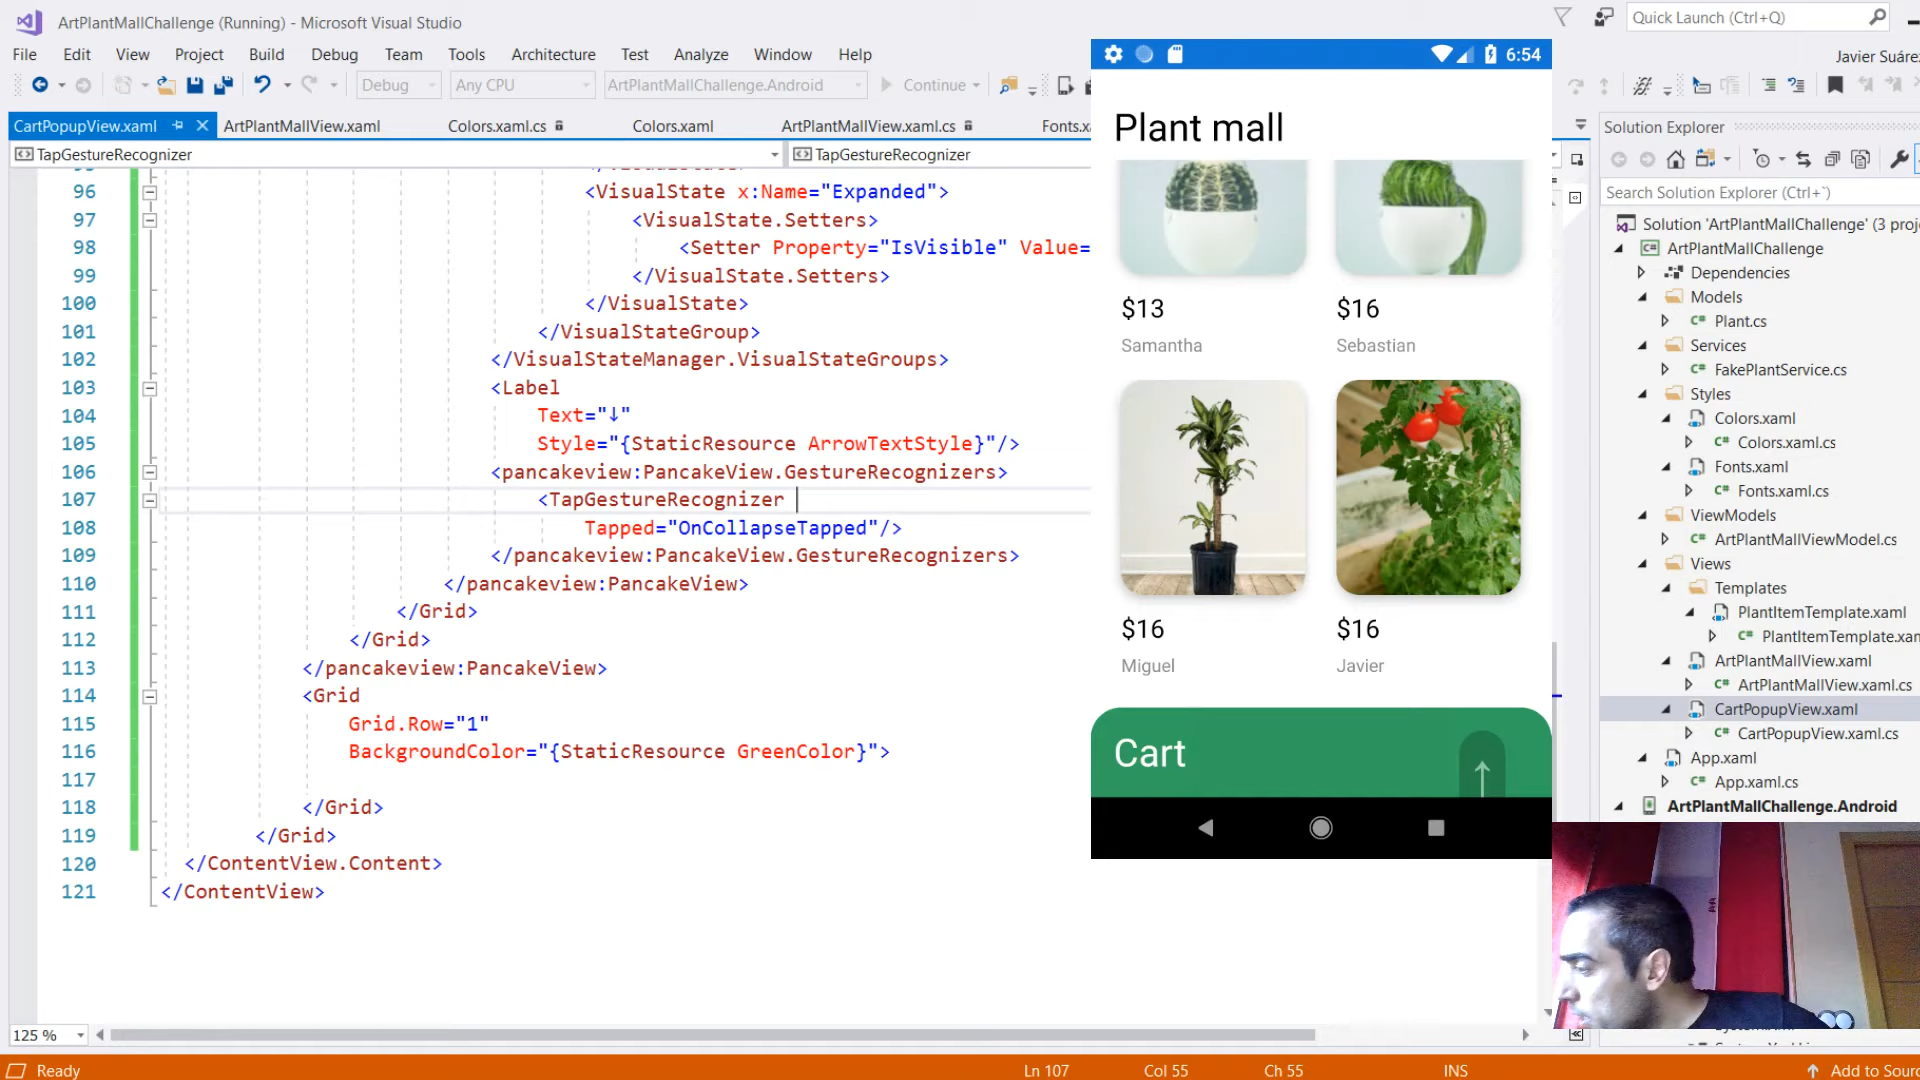 ArtPlantMallChallenge (Running) - Microsoft Visual Studio
Quick Launch (Ctrl+Q)
File Edit View Project Build Debug Team Tools Architecture Test Analyze Window Help
Javier Suáre
Debug Any CPU ArtPlantMallChallenge.Android Continue
CartPopupView.xaml ArtPlantMallView.xaml Colors.xaml.cs Colors.xaml ArtPlantMallView.xaml.cs Fonts.xa
TapGestureRecognizer TapGestureRecognizer
96 <VisualState x:Name="Expanded">
97 <VisualState.Setters>
98 <Setter Property="IsVisible" Value=
99 </VisualState.Setters>
100 </VisualState>
101 </VisualStateGroup>
102 </VisualStateManager.VisualStateGroups>
103 <Label
104 Text="↓"
105 Style="{StaticResource ArrowTextStyle}"/>
106 <pancakeview:PancakeView.GestureRecognizers>
107 <TapGestureRecognizer
108 Tapped="OnCollapseTapped"/>
109 </pancakeview:PancakeView.GestureRecognizers>
110 </pancakeview:PancakeView>
111 </Grid>
112 </Grid>
113 </pancakeview:PancakeView>
114 <Grid
115 Grid.Row="1"
116 BackgroundColor="{StaticResource GreenColor}">
117
118 </Grid>
119 </Grid>
120 </ContentView.Content>
121 </ContentView>
125 %
6:54
Plant mall
$13 $16
Samantha Sebastian
$16 $16
Miguel Javier
Cart
↑
Solution Explorer
Search Solution Explorer (Ctrl+`)
Solution 'ArtPlantMallChallenge' (3 proj
ArtPlantMallChallenge
Dependencies
Models
Plant.cs
Services
FakePlantService.cs
Styles
Colors.xaml
Colors.xaml.cs
Fonts.xaml
Fonts.xaml.cs
ViewModels
ArtPlantMallViewModel.cs
Views
Templates
PlantItemTemplate.xaml
PlantItemTemplate.xam
ArtPlantMallView.xaml
ArtPlantMallView.xaml.cs
CartPopupView.xaml
CartPopupView.xaml.cs
App.xaml
App.xaml.cs
ArtPlantMallChallenge.Android
Ready Ln 107 Col 55 Ch 55 INS Add to Sourc